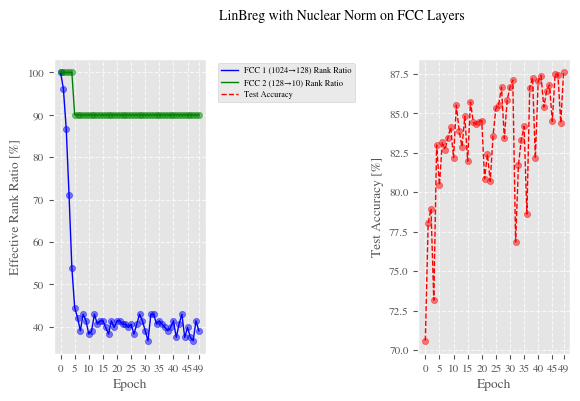 LinBreg with Nuclear Norm on FCC Layers
FCC 1 (1024→128) Rank Ratio
FCC 2 (128→10) Rank Ratio
Test Accuracy
Effective Rank Ratio [%]
100
90
80
70
60
50
40
0 5 10 15 20 25 30 35 40 45 49
Epoch
Test Accuracy [%]
87.5
85.0
82.5
80.0
77.5
75.0
72.5
70.0
0 5 10 15 20 25 30 35 40 45 49
Epoch